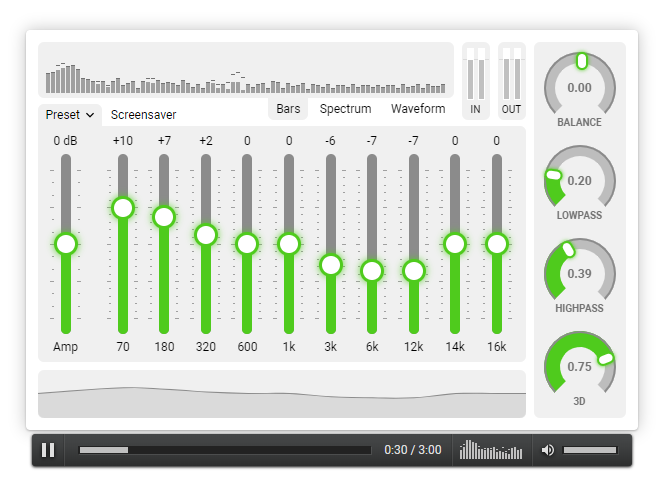 IN OUT
Preset Screensaver Bars Spectrum Waveform
0 dB +10 +7 +2 0 0 -6 -7 -7 0 0
Amp 70 180 320 600 1k 3k 6k 12k 14k 16k
0.00
BALANCE
0.20
LOWPASS
0.39
HIGHPASS
0.75
3D
0:30 / 3:00